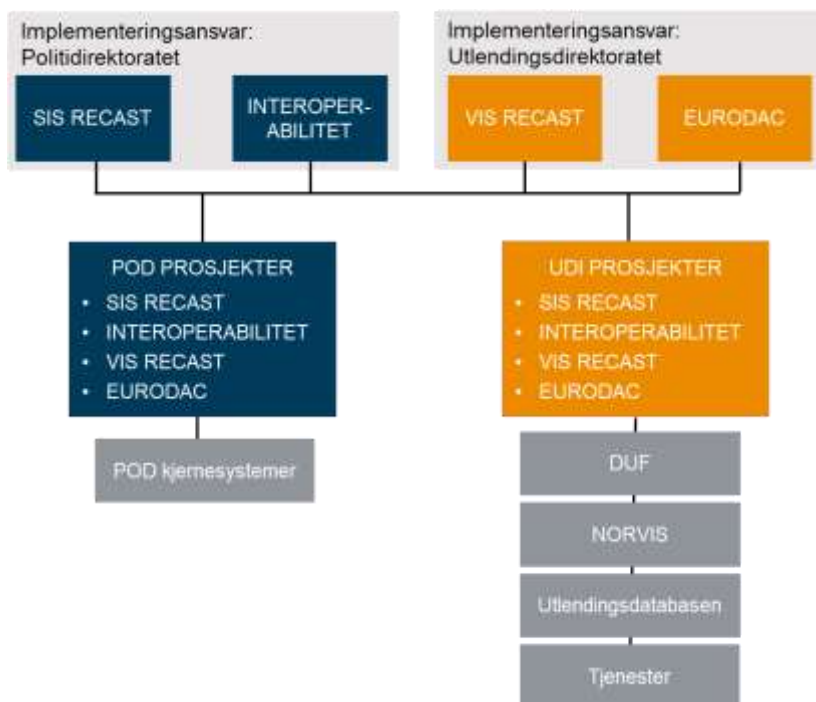 Implementeringsansvar:
Politidirektoratet
SIS RECAST
INTEROPER-
ABILITET
Implementeringsansvar:
Utlendingsdirektoratet
VIS RECAST
EURODAC
POD PROSJEKTER
• SIS RECAST
• INTEROPERABILITET
• VIS RECAST
• EURODAC
POD kjernesystemer
UDI PROSJEKTER
• SIS RECAST
• INTEROPERABILITET
• VIS RECAST
• EURODAC
DUF
NORVIS
Utlendingsdatabasen
Tjenester